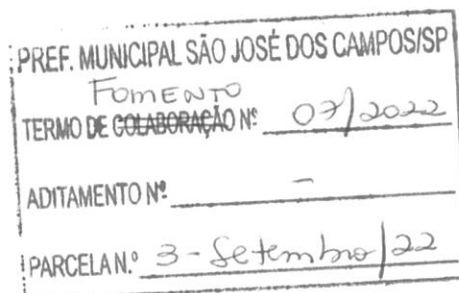 PREF. MUNICIPAL SÃO JOSÉ DOS CAMPOS/SP
FOMENTO
TERMO DE COLABORAÇÃO Nº 07/2022
ADITAMENTO Nº -
PARCELA N.º 3 - Setembro/22